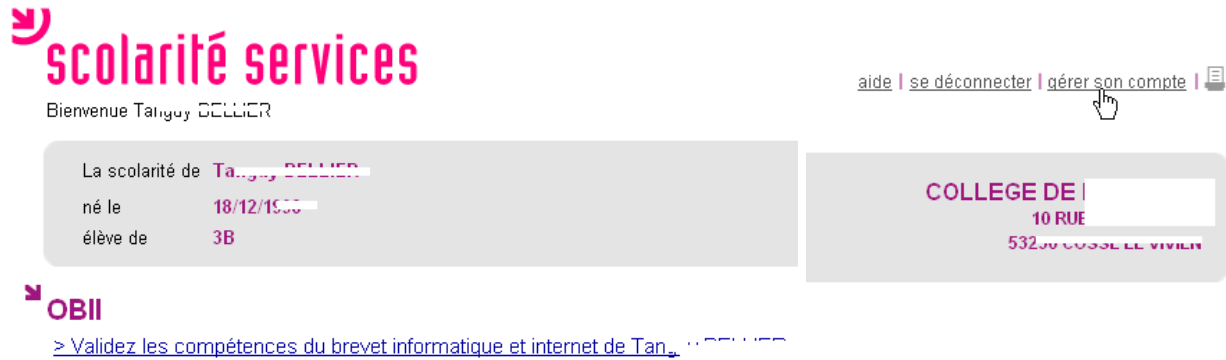 scolarité services
aide | se déconnecter | gérer son compte |
Bienvenue Tanguy
La scolarité de
né le 18/12/
élève de 3B
COLLEGE DE
10 RUE
OBII
> Validez les compétences du brevet informatique et internet de